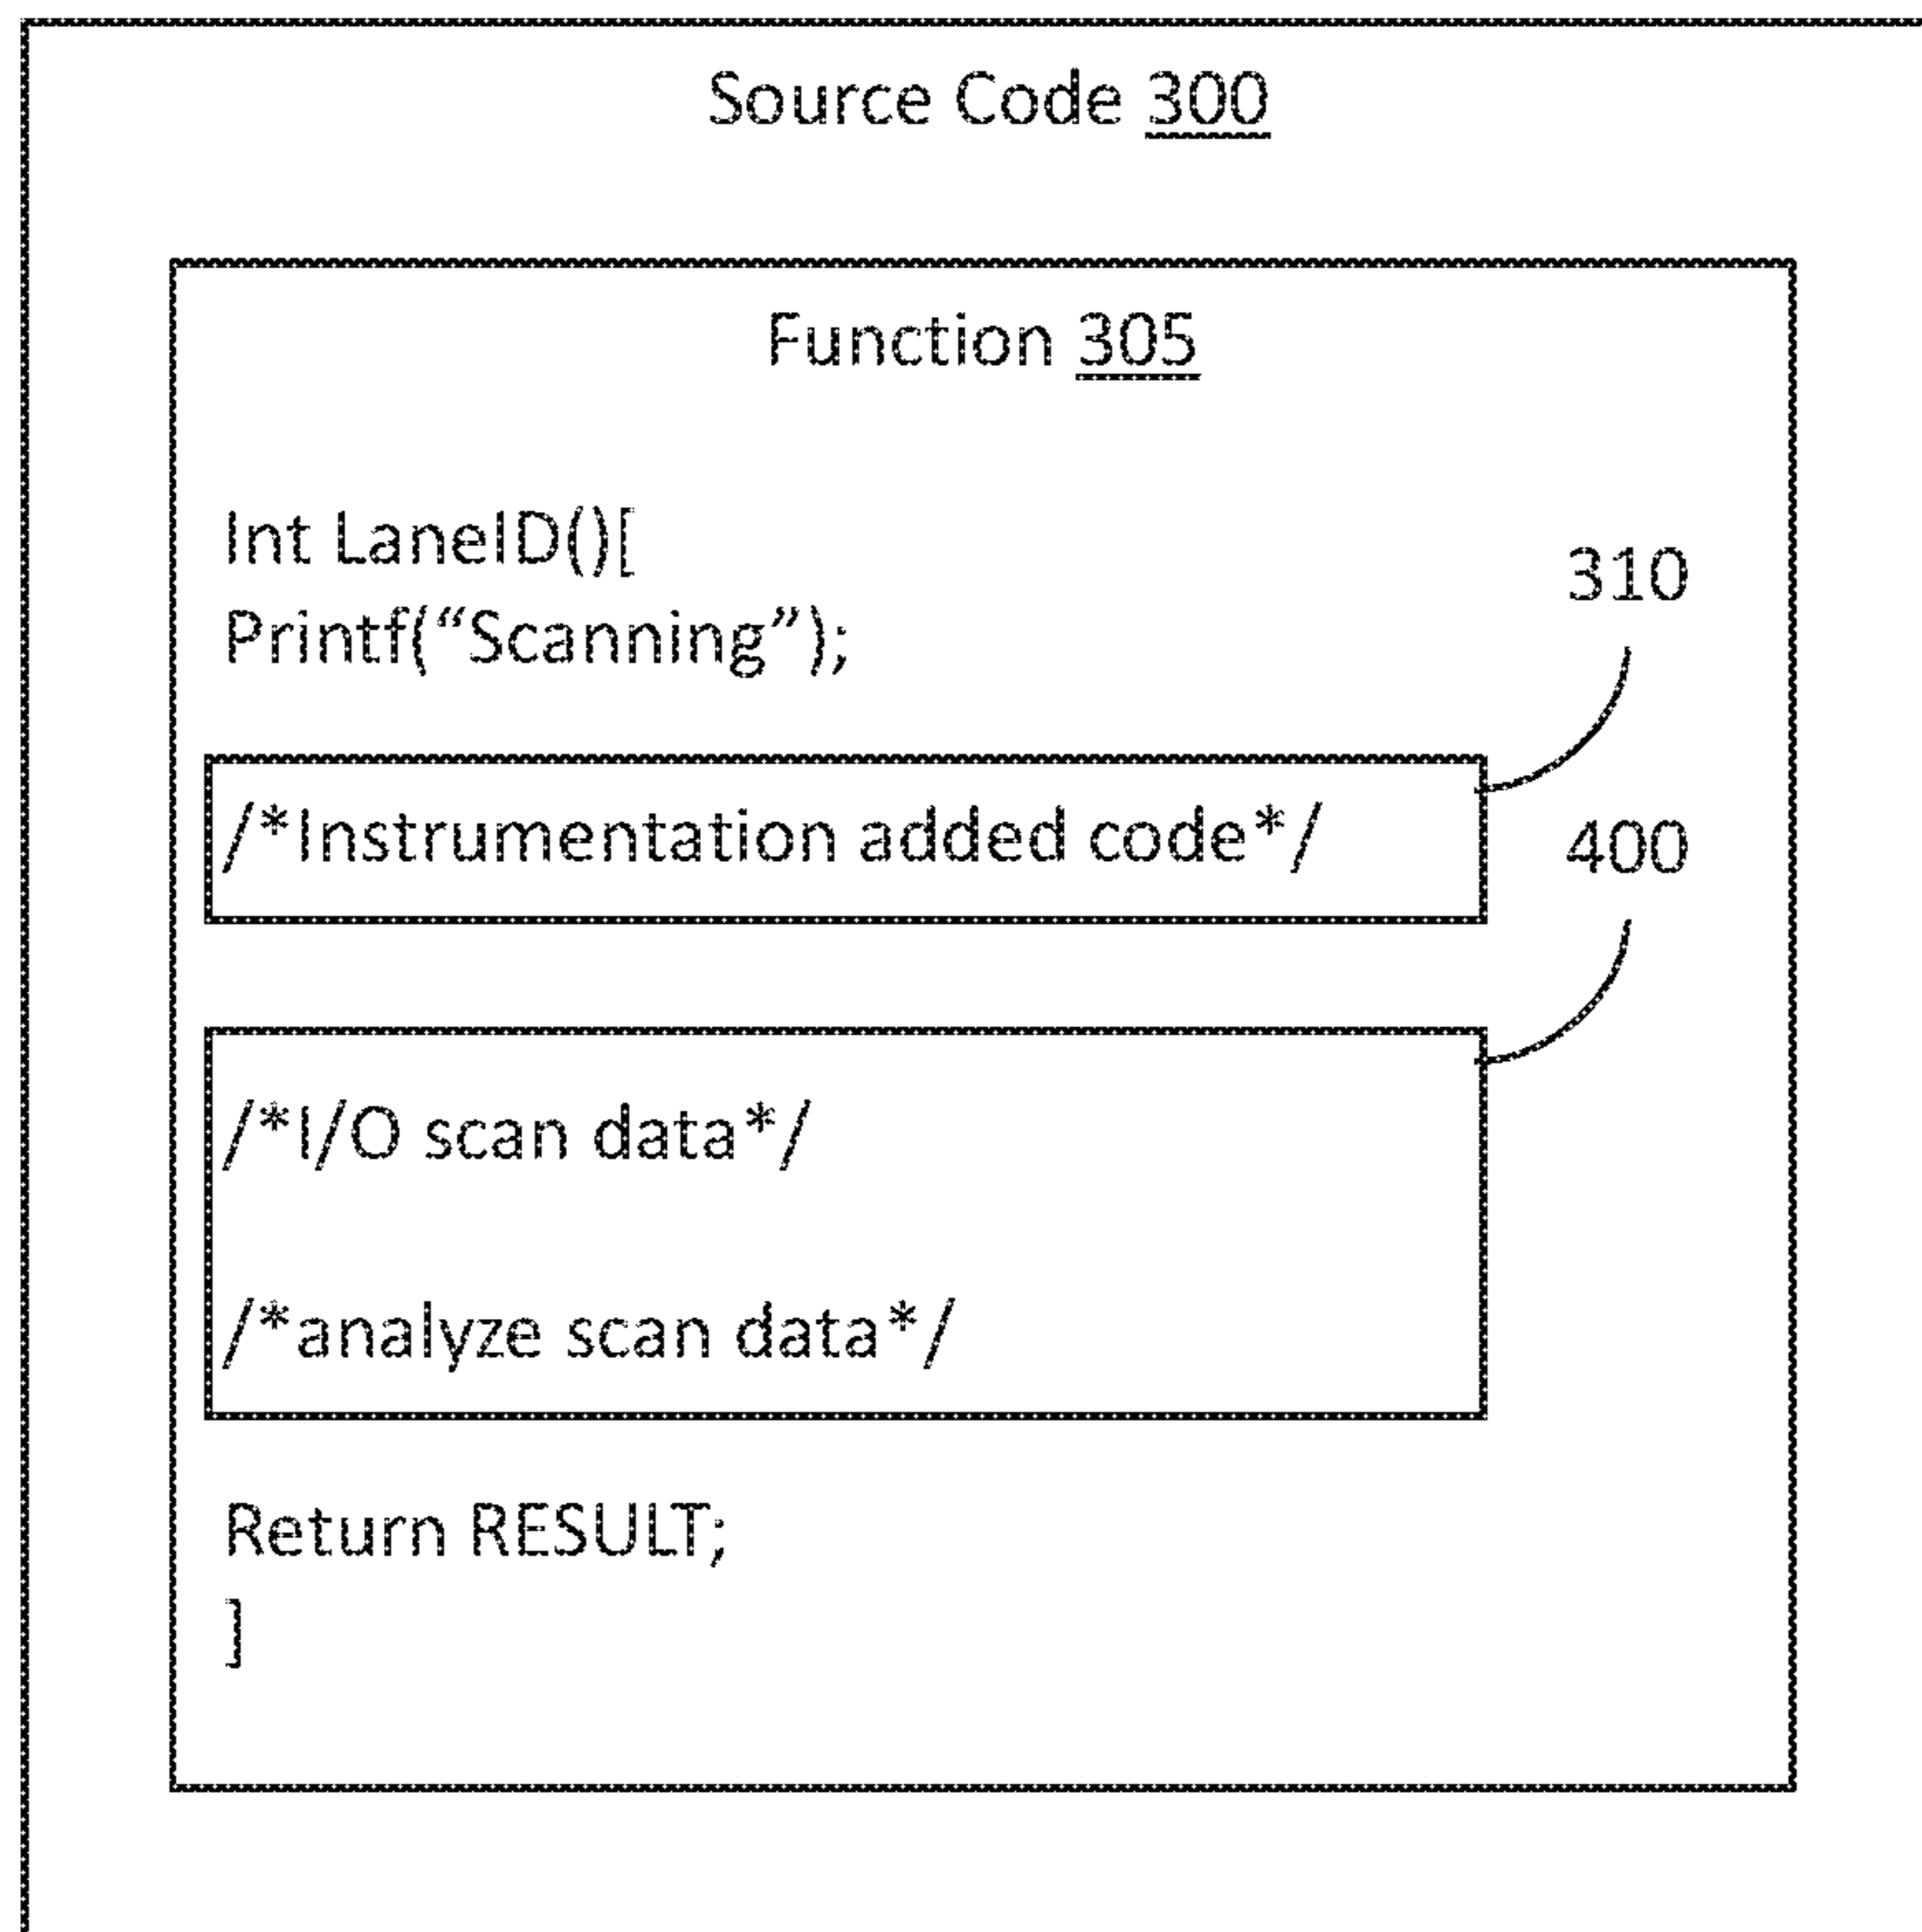 Source Code 300
Function 305
Int LaneID()[
Printf(“Scanning”);
310
/*Instrumentation added code*/
400
/*I/O scan data*/
/*analyze scan data*/
Return RESULT;
]